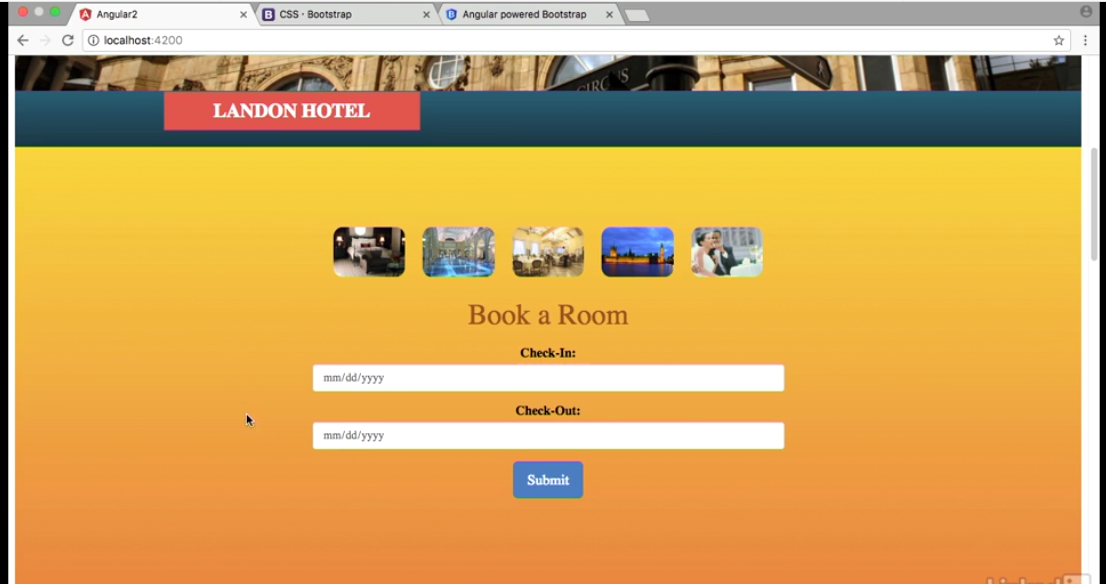 Angular2
CSS · Bootstrap
Angular powered Bootstrap
localhost:4200
CIRCUS
LANDON HOTEL
Book a Room
Check-In:
mm/dd/yyyy
Check-Out:
mm/dd/yyyy
Submit